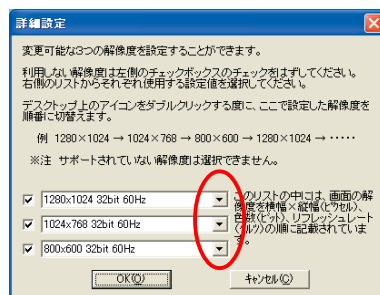 詳細設定
変更可能な3つの解像度を設定することができます。
利用しない解像度は左側のチェックボックスのチェックをはずしてください。
右側のリストからそれぞれ使用する設定値を選択してください。
デスクトップ上のアイコンをダブルクリックする度に、ここで設定した解像度を
順番に切替えます。
例 1280×1024 → 1024×768 → 800×600 → 1280×1024 → ‥‥‥
※注 サポートされていない解像度は選択できません。
1280x1024 32bit 60Hz
1024x768 32bit 60Hz
800x600 32bit 60Hz
このリストの中には、画面の解
像度を横幅×縦幅(ピクセル)、
色数(ビット)、リフレッシュレート
(ヘルツ)の順に記載されていま
す。
OK(O)
キャンセル(C)